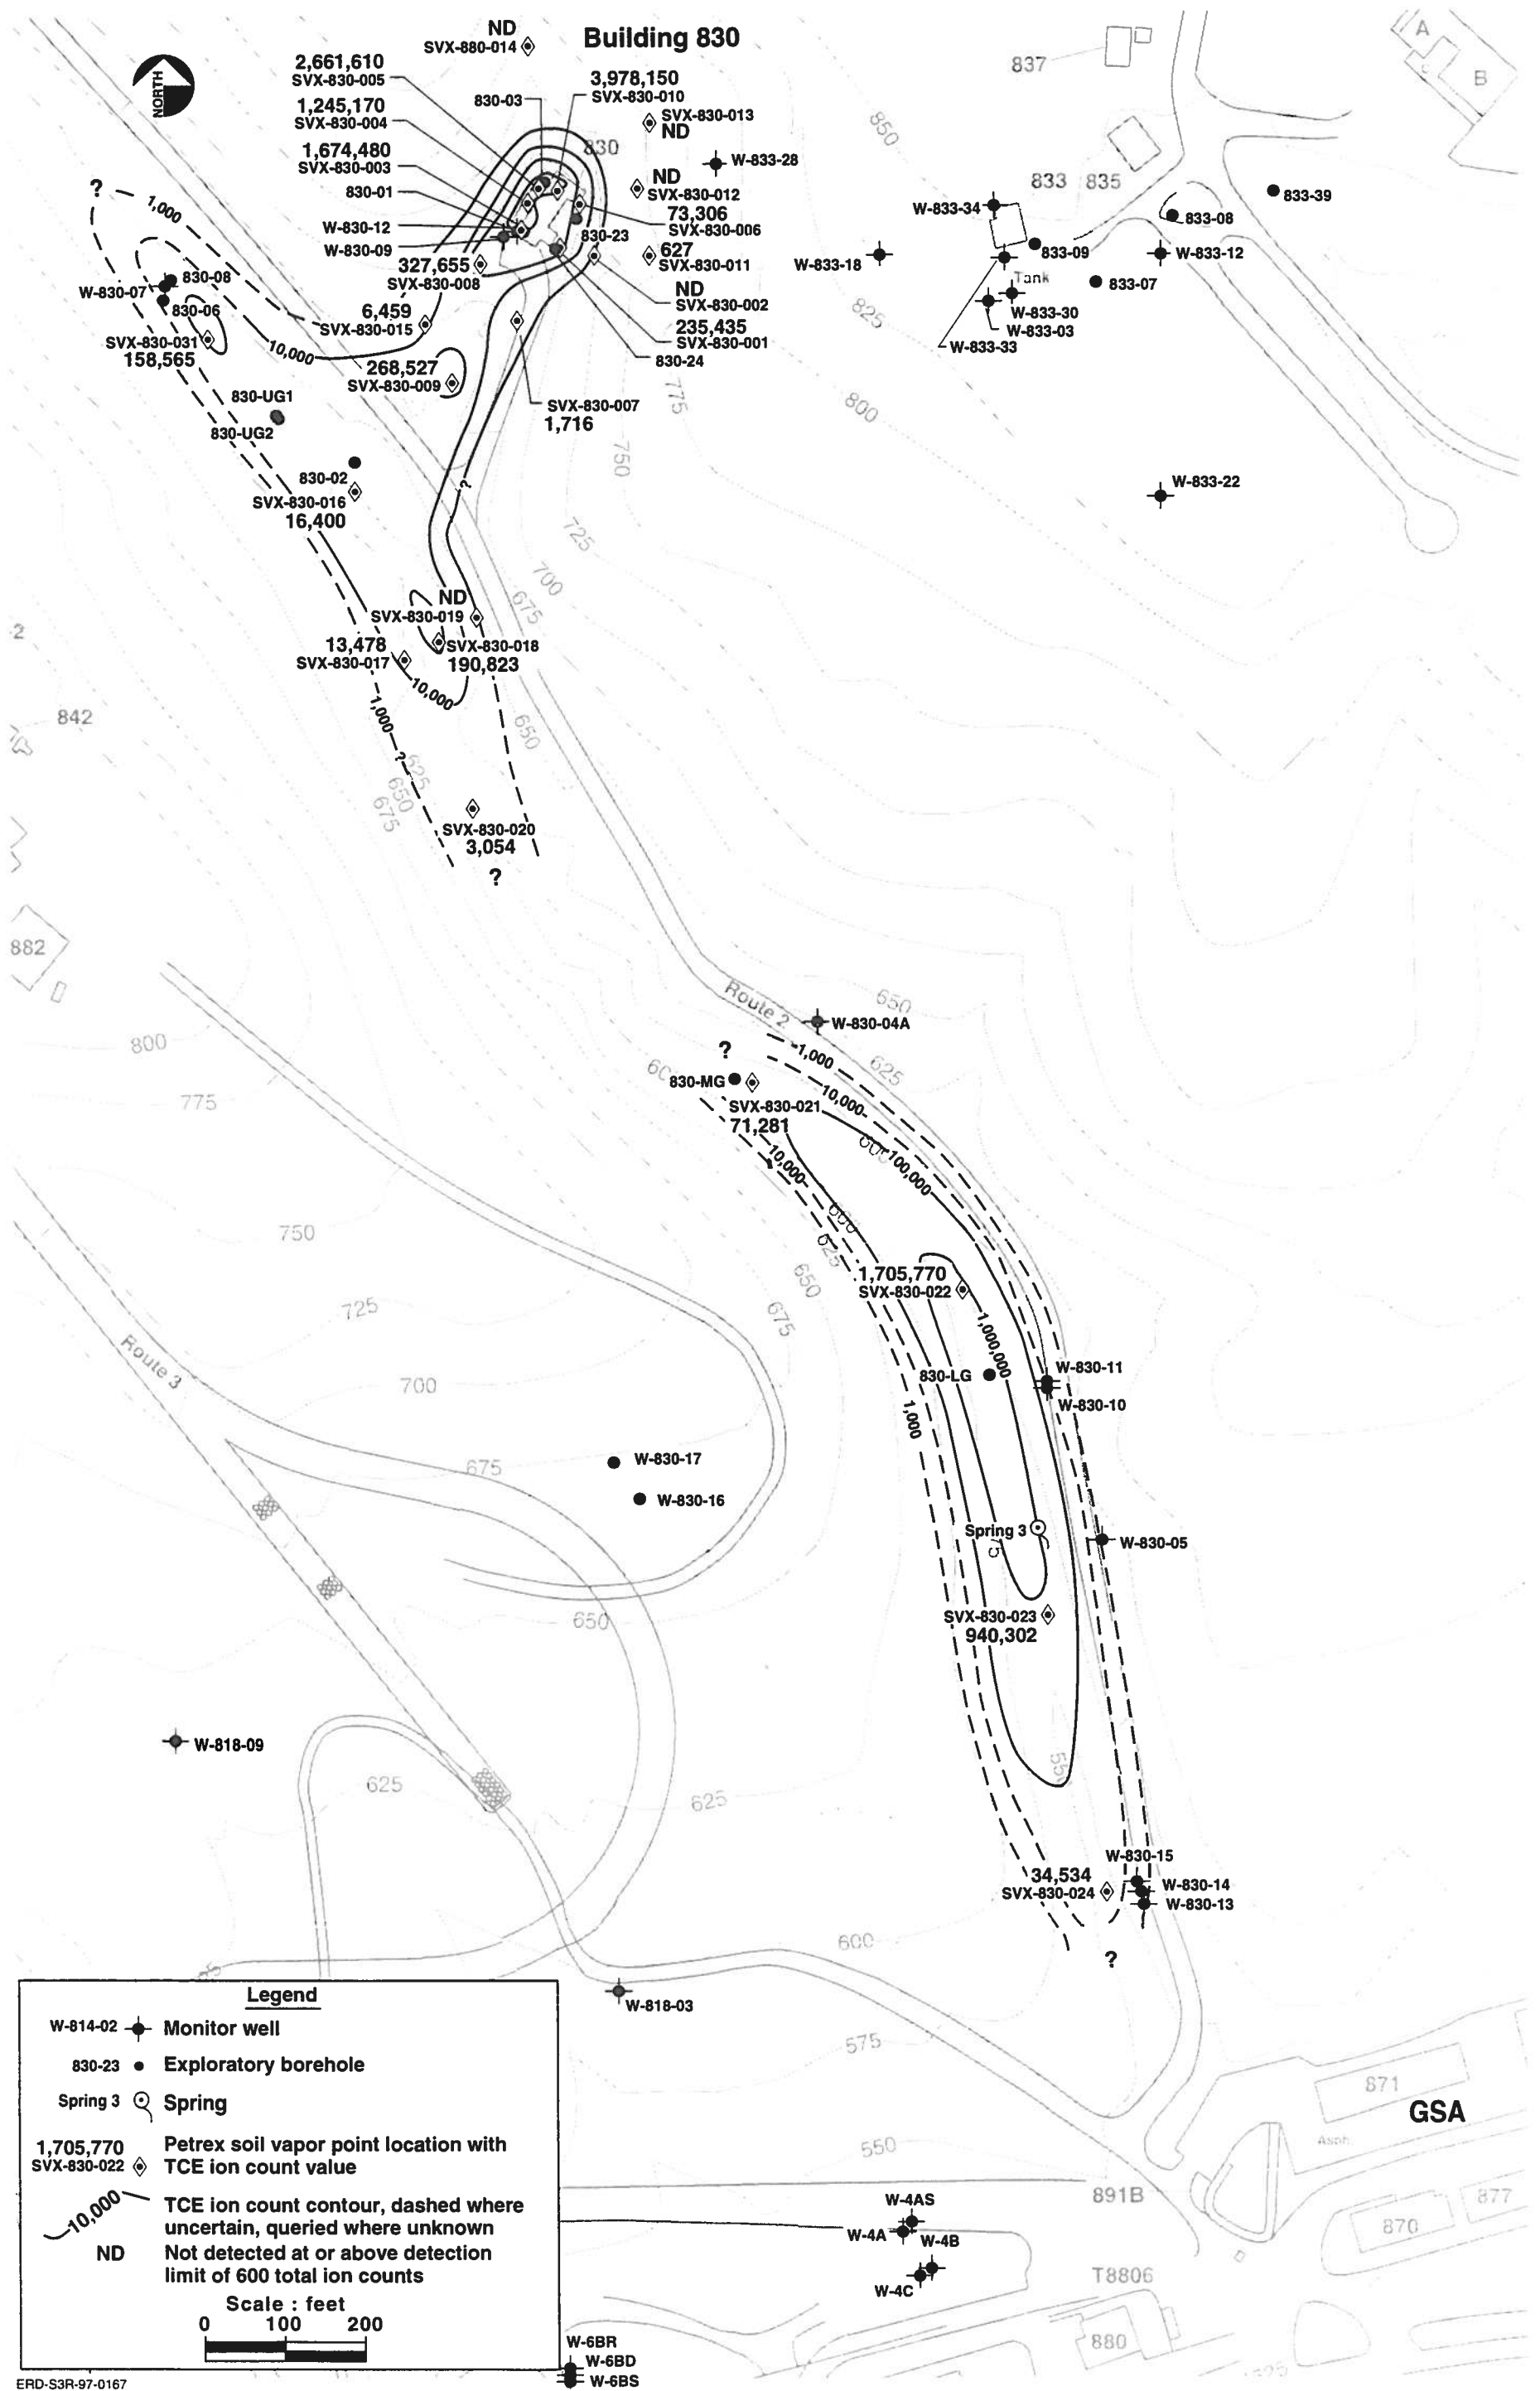 ND
SVX-880-014
Building 830
NORTH
2,661,610
SVX-830-005
3,978,150
SVX-830-010
830-03
1,245,170
SVX-830-004
SVX-830-013
ND
1,674,480
SVX-830-003
830
W-833-28
830-01
ND
SVX-830-012
W-830-12
W-830-09
73,306
SVX-830-006
830-23
627
SVX-830-011
327,655
SVX-830-008
ND
SVX-830-002
6,459
SVX-830-015
235,435
SVX-830-001
830-24
268,527
SVX-830-009
SVX-830-007
1,716
?
1,000
830-08
W-830-07
830-06
SVX-830-031
158,565
10,000
830-UG1
830-UG2
830-02
SVX-830-016
16,400
?
837
A
B
850
833
835
W-833-34
833-08
833-39
833-09
W-833-12
W-833-18
Tank
833-07
W-833-30
W-833-03
W-833-33
825
800
775
750
725
700
675
W-833-22
2
ND
SVX-830-019
SVX-830-018
190,823
13,478
SVX-830-017
10,000
1,000
?
842
650
625
650
675
SVX-830-020
3,054
?
882
Route 2
650
W-830-04A
800
775
?
1,000
625
830-MG
SVX-830-021
71,281
10,000
600
100,000
10,000
600
625
650
675
750
725
700
Route 3
1,705,770
SVX-830-022
1,000,000
830-LG
W-830-11
W-830-10
1,000
W-830-17
W-830-16
675
Spring 3
W-830-05
SVX-830-023
940,302
650
W-818-09
625
625
W-830-15
34,534
SVX-830-024
W-830-14
W-830-13
?
600
W-818-03
575
871
GSA
550
891B
877
870
W-4AS
W-4A
W-4B
W-4C
T8806
880
W-6BR
W-6BD
W-6BS
Legend
W-814-02 Monitor well
830-23 Exploratory borehole
Spring 3 Spring
1,705,770 Petrex soil vapor point location with
SVX-830-022 TCE ion count value
10,000 TCE ion count contour, dashed where
uncertain, queried where unknown
ND Not detected at or above detection
limit of 600 total ion counts
Scale : feet
0 100 200
ERD-S3R-97-0167